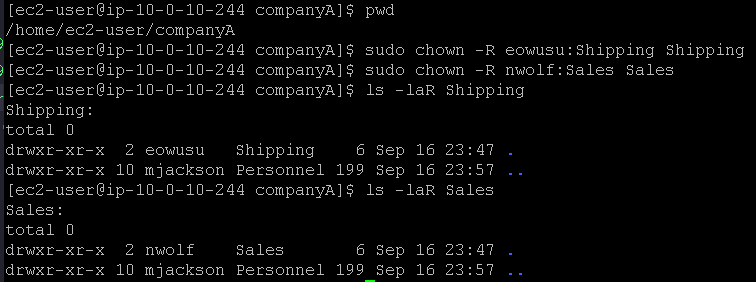 [ec2-user@ip-10-0-10-244 companyA]$ pwd
/home/ec2-user/companyA
[ec2-user@ip-10-0-10-244 companyA]$ sudo chown -R eowusu:Shipping Shipping
[ec2-user@ip-10-0-10-244 companyA]$ sudo chown -R nwolf:Sales Sales
[ec2-user@ip-10-0-10-244 companyA]$ ls -laR Shipping
Shipping:
total 0
drwxr-xr-x  2 eowusu   Shipping    6 Sep 16 23:47 .
drwxr-xr-x 10 mjackson Personnel 199 Sep 16 23:57 ..
[ec2-user@ip-10-0-10-244 companyA]$ ls -laR Sales
Sales:
total 0
drwxr-xr-x  2 nwolf    Sales       6 Sep 16 23:47 .
drwxr-xr-x 10 mjackson Personnel 199 Sep 16 23:57 ..